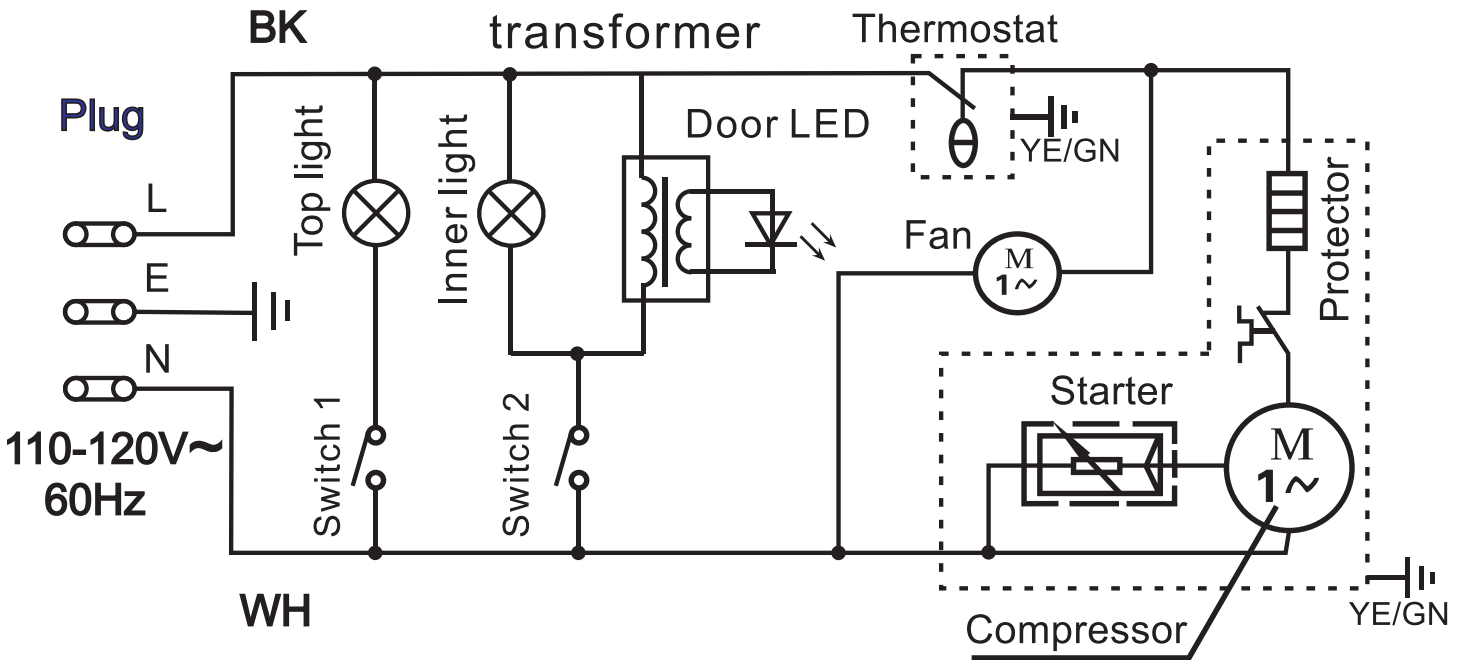 BK
transformer
Thermostat
Plug
Top light
Inner light
Door LED
YE/GN
L
Fan
M
1~
Protector
E
N
Switch 1
Switch 2
Starter
110-120V~
60Hz
M
1~
WH
Compressor
YE/GN